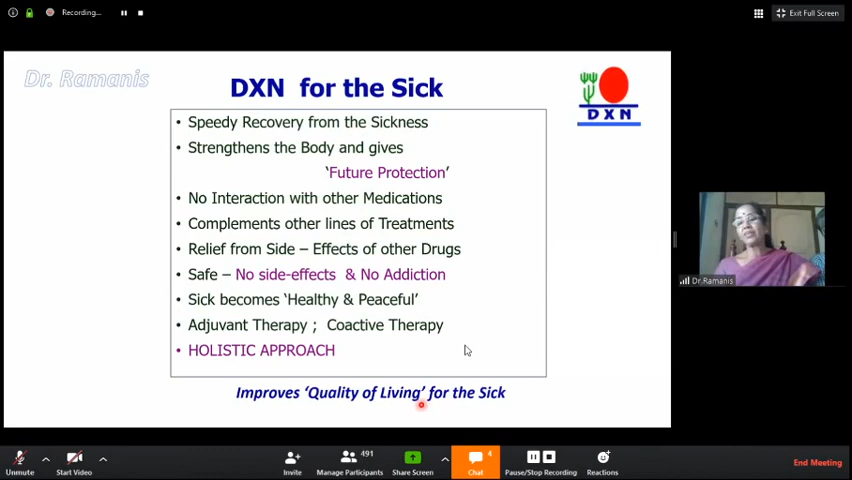 Recording...
Exit Full Screen
Dr. Ramanis
DXN for the Sick
DXN
• Speedy Recovery from the Sickness
• Strengthens the Body and gives
‘Future Protection’
• No Interaction with other Medications
• Complements other lines of Treatments
• Relief from Side – Effects of other Drugs
• Safe – No side-effects & No Addiction
• Sick becomes ‘Healthy & Peaceful’
• Adjuvant Therapy ; Coactive Therapy
• HOLISTIC APPROACH
Improves ‘Quality of Living’ for the Sick
Dr.Ramanis
Unmute
Start Video
Invite
491
Manage Participants
Share Screen
4
Chat
Pause/Stop Recording
Reactions
End Meeting